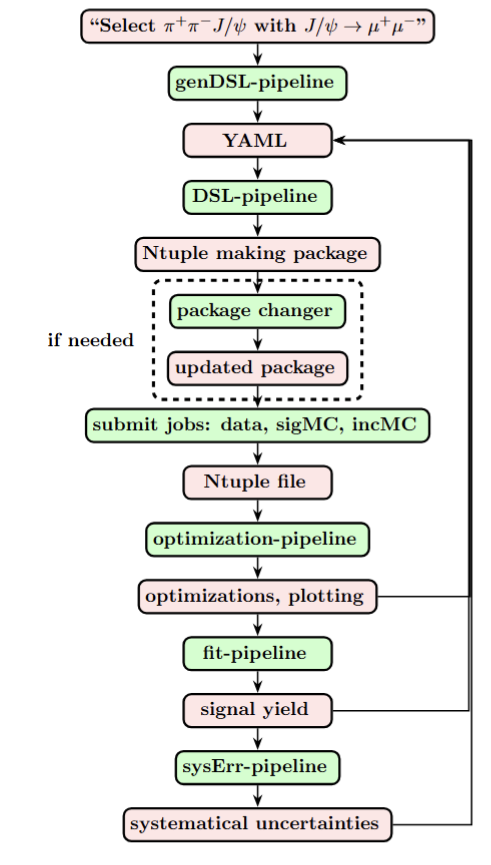 “Select π⁺π⁻J/ψ with J/ψ → μ⁺μ⁻”
genDSL-pipeline
YAML
DSL-pipeline
Ntuple making package
package changer
if needed
updated package
submit jobs: data, sigMC, incMC
Ntuple file
optimization-pipeline
optimizations, plotting
fit-pipeline
signal yield
sysErr-pipeline
systematical uncertainties